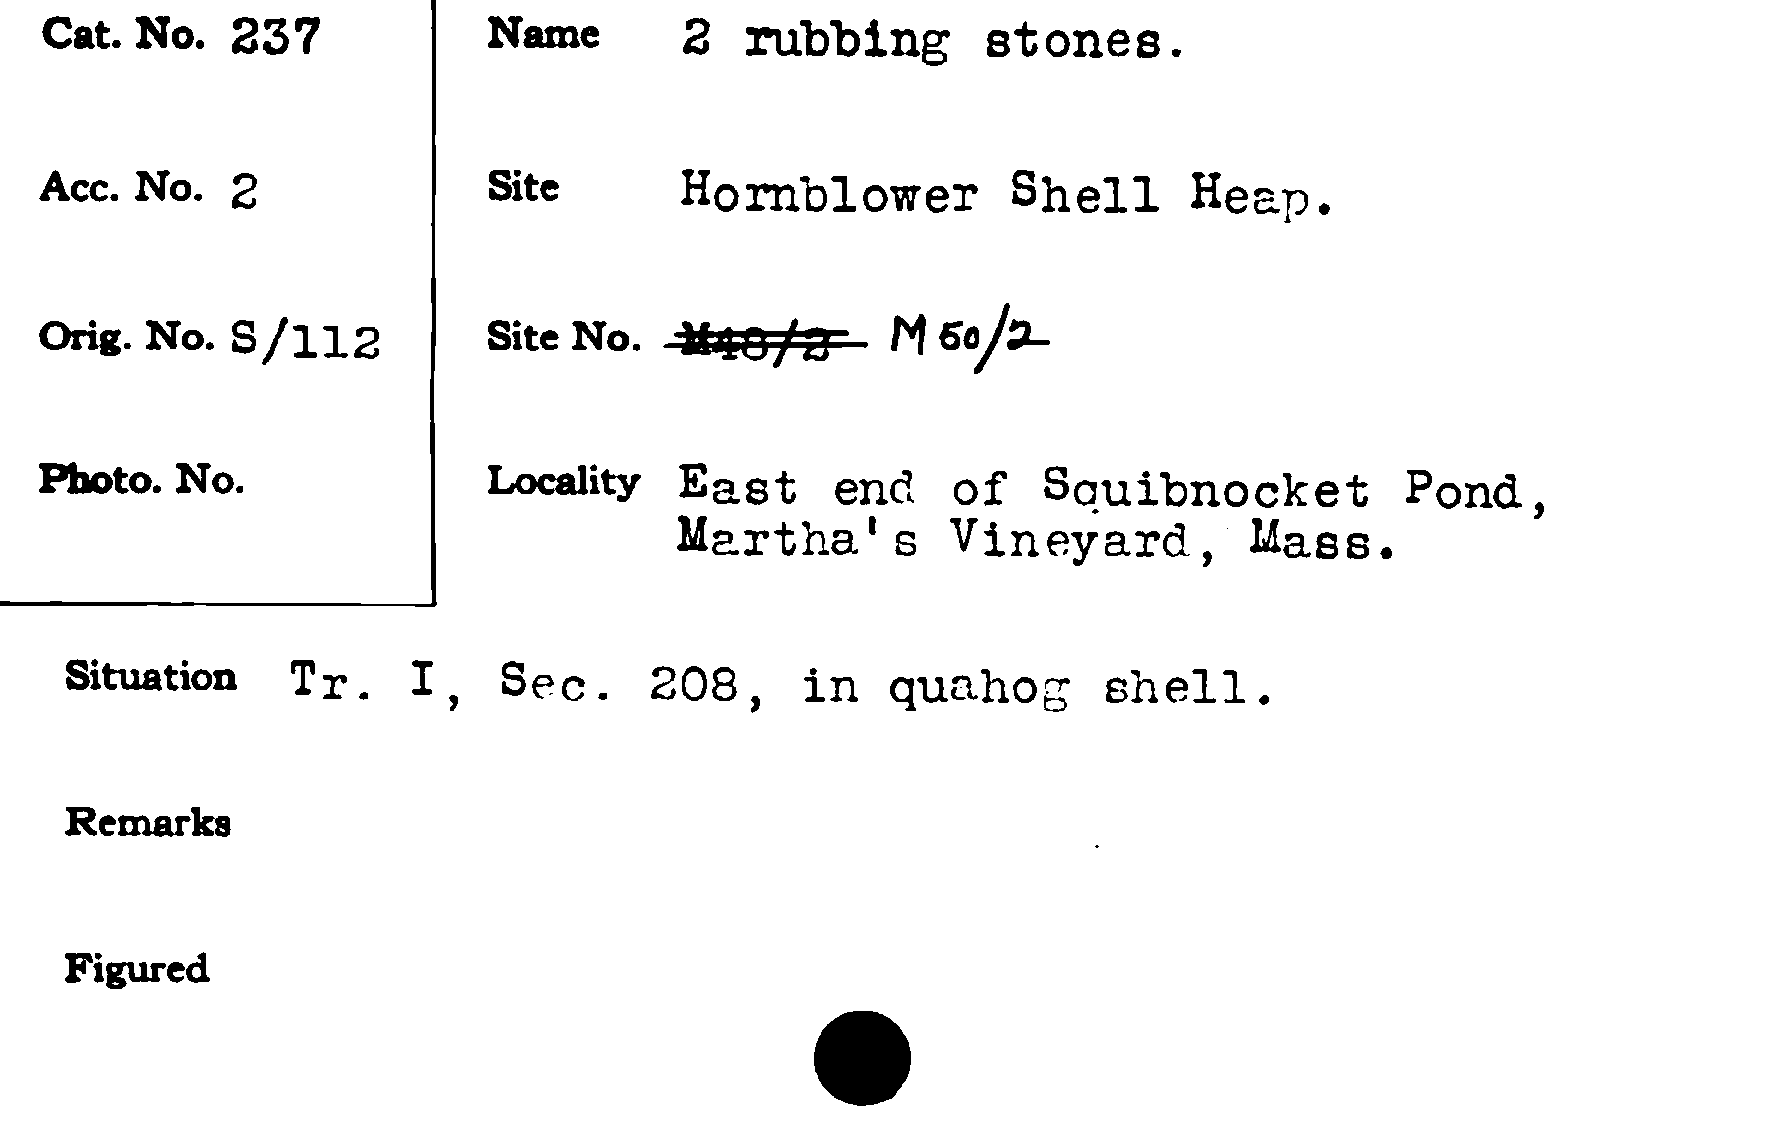 Cat. No. 237
Name 2 rubbing stones.
Acc. No. 2
Site Hornblower Shell Heap.
Orig. No. S/112
Site No. M48/2 M50/2
Photo. No.
Locality East end of Squibnocket Pond,
Martha's Vineyard, Mass.
Situation Tr. I, Sec. 208, in quahog shell.
Remarks
Figured